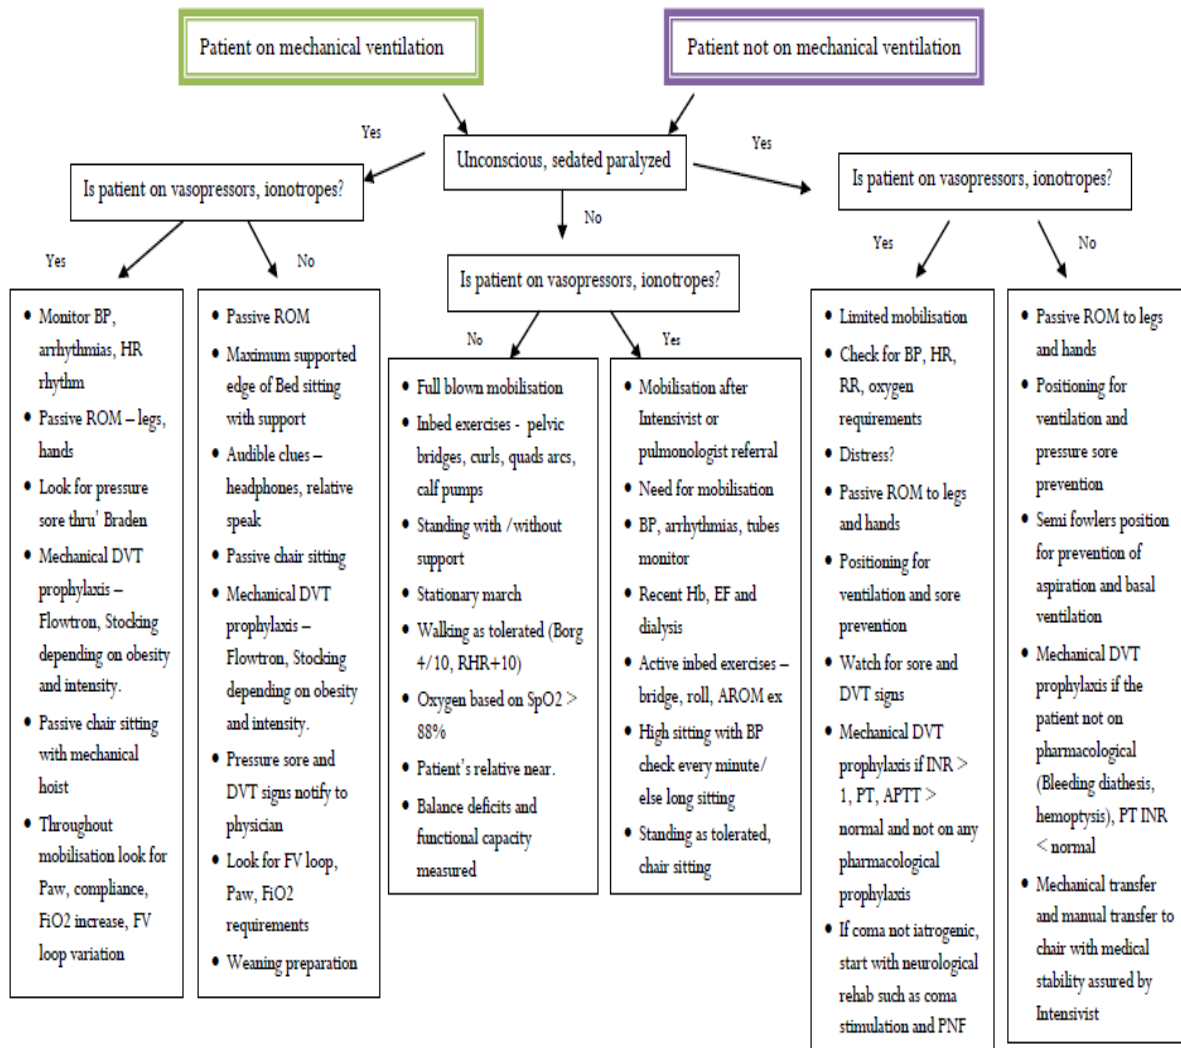 Patient on mechanical ventilation
Patient not on mechanical ventilation
Yes
Unconscious, sedated paralyzed
Yes
Is patient on vasopressors, ionotropes?
Is patient on vasopressors, ionotropes?
No
Yes
No
Is patient on vasopressors, ionotropes?
Yes
No
No
Yes
• Monitor BP,
arrhythmias, HR
rhythm
• Passive ROM – legs,
hands
• Look for pressure
sore thru' Braden
• Mechanical DVT
prophylaxis –
Flowtron, Stocking
depending on obesity
and intensity.
• Passive chair sitting
with mechanical
hoist
• Throughout
mobilisation look for
Paw, compliance,
FiO2 increase, FV
loop variation
• Passive ROM
• Maximum supported
edge of Bed sitting
with support
• Audible clues –
headphones, relative
speak
• Passive chair sitting
• Mechanical DVT
prophylaxis –
Flowtron, Stocking
depending on obesity
and intensity.
• Pressure sore and
DVT signs notify to
physician
• Look for FV loop,
Paw, FiO2
requirements
• Weaning preparation
• Full blown mobilisation
• Inbed exercises - pelvic
bridges, curls, quads arcs,
calf pumps
• Standing with /without
support
• Stationary march
• Walking as tolerated (Borg
4/10, RHR+10)
• Oxygen based on SpO2 >
88%
• Patient's relative near.
• Balance deficits and
functional capacity
measured
• Mobilisation after
Intensivist or
pulmonologist referral
• Need for mobilisation
• BP, arrhythmias, tubes
monitor
• Recent Hb, EF and
dialysis
• Active inbed exercises –
bridge, roll, AROM ex
• High sitting with BP
check every minute/
else long sitting
• Standing as tolerated,
chair sitting
• Limited mobilisation
• Check for BP, HR,
RR, oxygen
requirements
• Distress?
• Passive ROM to legs
and hands
• Positioning for
ventilation and sore
prevention
• Watch for sore and
DVT signs
• Mechanical DVT
prophylaxis if INR >
1, PT, APTT >
normal and not on any
pharmacological
prophylaxis
• If coma not iatrogenic,
start with neurological
rehab such as coma
stimulation and PNF
• Passive ROM to legs
and hands
• Positioning for
ventilation and
pressure sore
prevention
• Semi fowlers position
for prevention of
aspiration and basal
ventilation
• Mechanical DVT
prophylaxis if the
patient not on
pharmacological
(Bleeding diathesis,
hemoptysis), PT INR
< normal
• Mechanical transfer
and manual transfer to
chair with medical
stability assured by
Intensivist